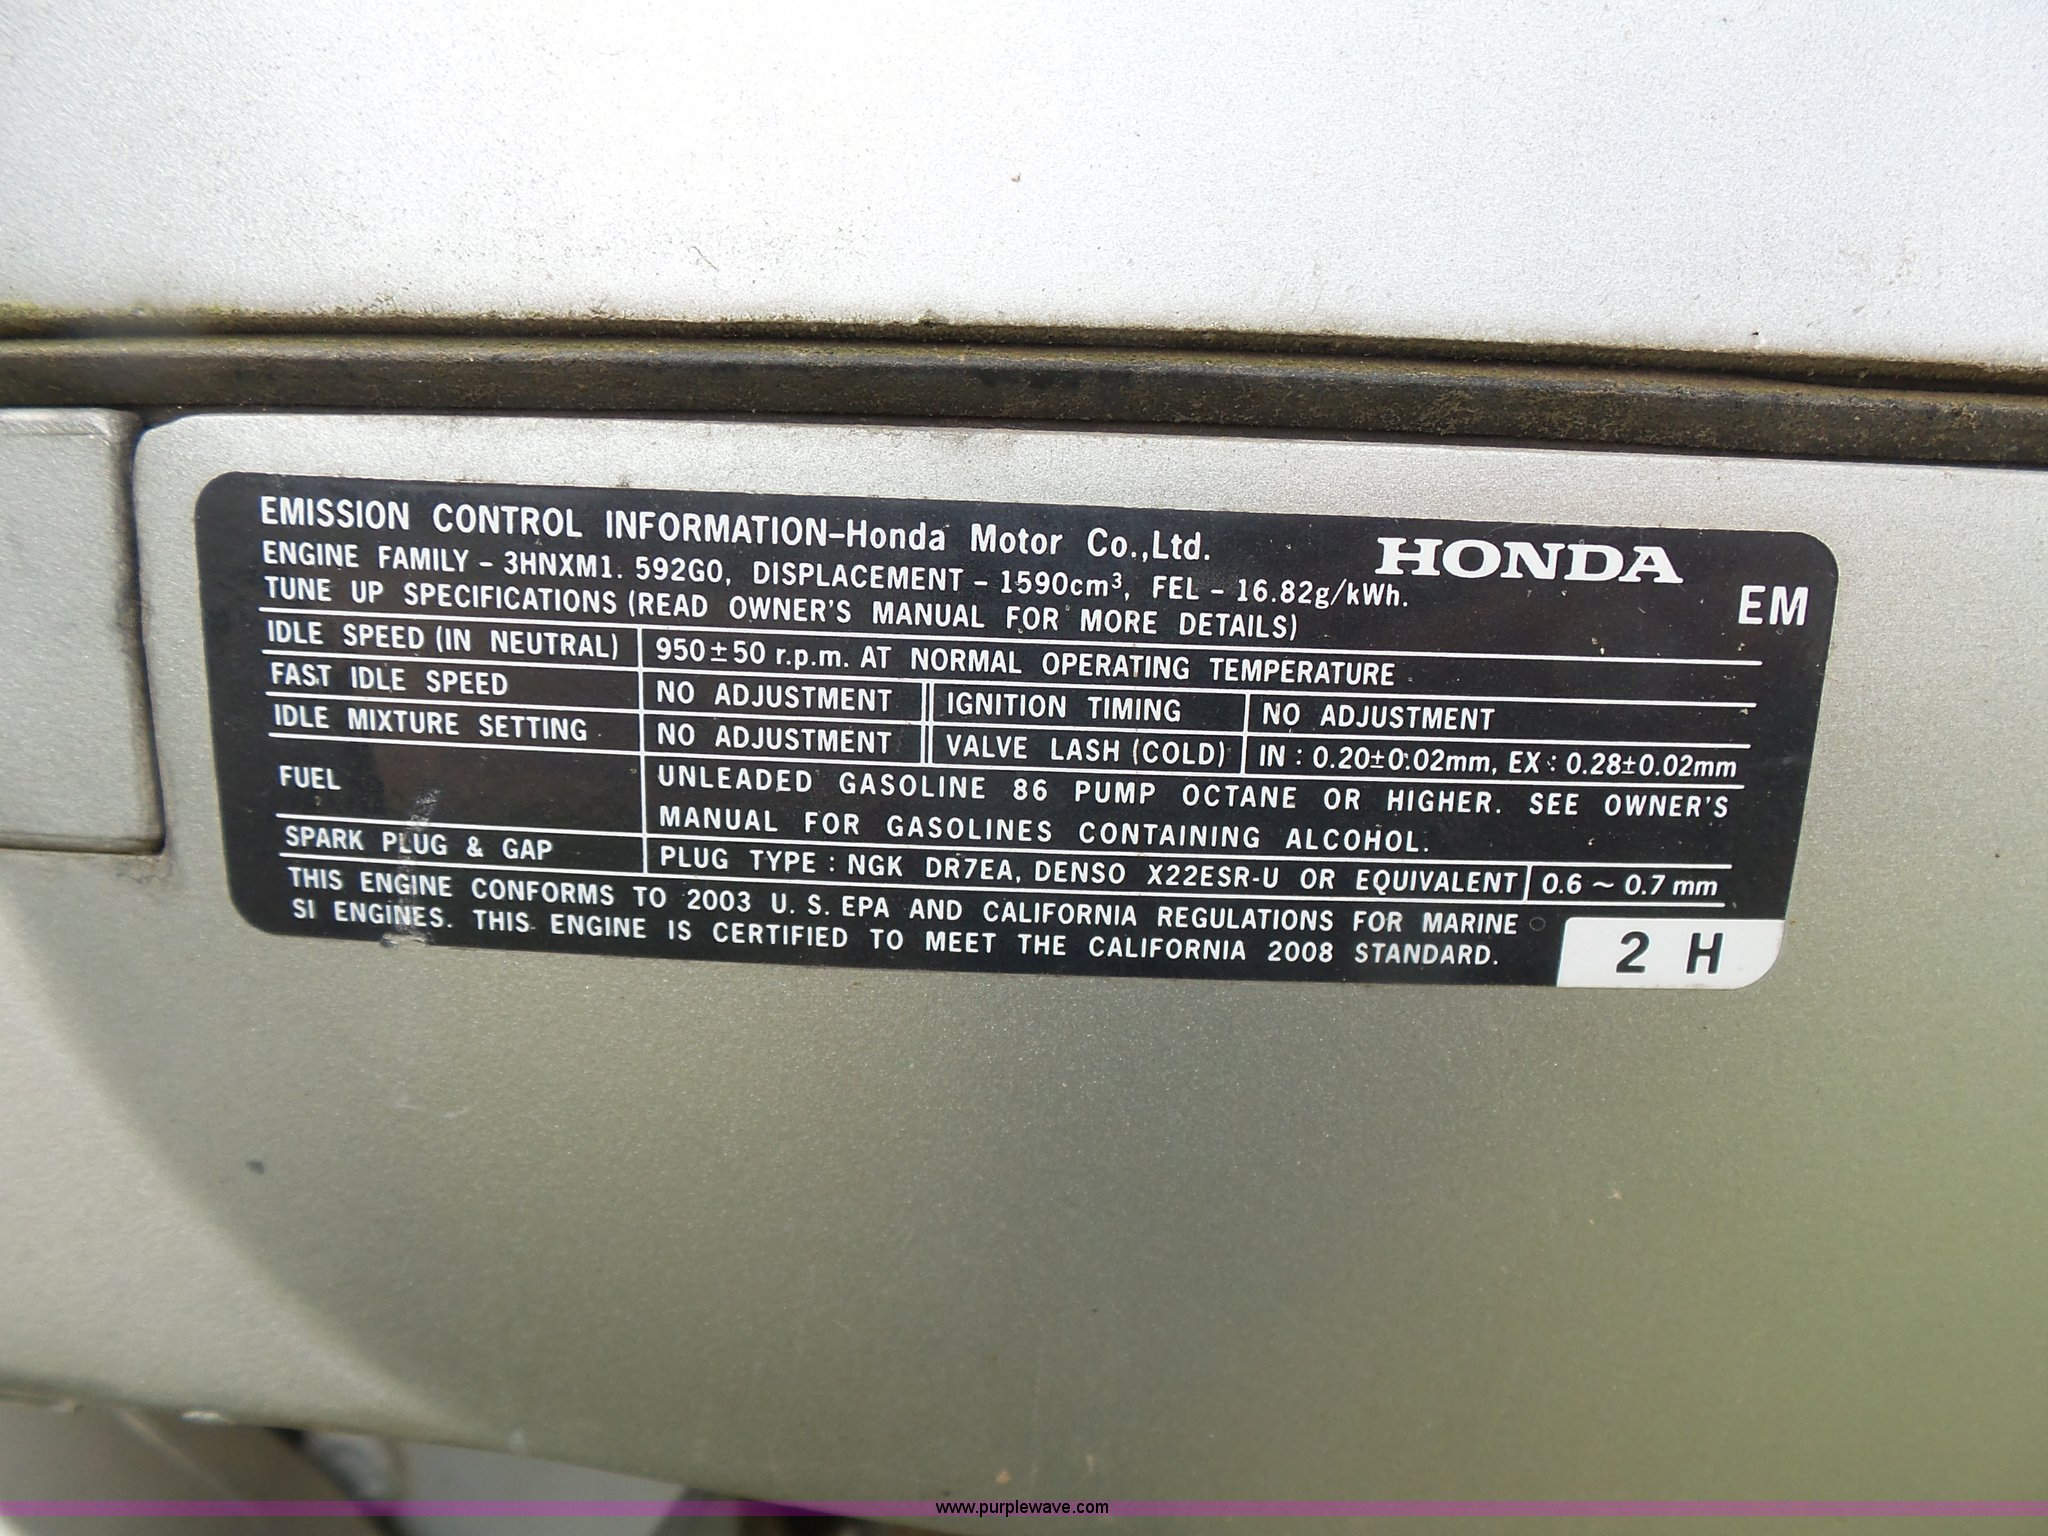 EMISSION CONTROL INFORMATION-Honda Motor Co.,Ltd.
HONDA
ENGINE FAMILY - 3HNXM1. 592G0, DISPLACEMENT - 1590cm³, FEL - 16.82g/kWh.
EM
TUNE UP SPECIFICATIONS (READ OWNER'S MANUAL FOR MORE DETAILS)
IDLE SPEED (IN NEUTRAL) 950±50 r.p.m. AT NORMAL OPERATING TEMPERATURE
FAST IDLE SPEED NO ADJUSTMENT IGNITION TIMING NO ADJUSTMENT
IDLE MIXTURE SETTING NO ADJUSTMENT VALVE LASH (COLD) IN : 0.20±0.02mm, EX : 0.28±0.02mm
FUEL UNLEADED GASOLINE 86 PUMP OCTANE OR HIGHER. SEE OWNER'S
MANUAL FOR GASOLINES CONTAINING ALCOHOL.
SPARK PLUG & GAP PLUG TYPE : NGK DR7EA, DENSO X22ESR-U OR EQUIVALENT 0.6 ~ 0.7 mm
THIS ENGINE CONFORMS TO 2003 U. S. EPA AND CALIFORNIA REGULATIONS FOR MARINE
SI ENGINES. THIS ENGINE IS CERTIFIED TO MEET THE CALIFORNIA 2008 STANDARD.
2 H
www.purplewave.com